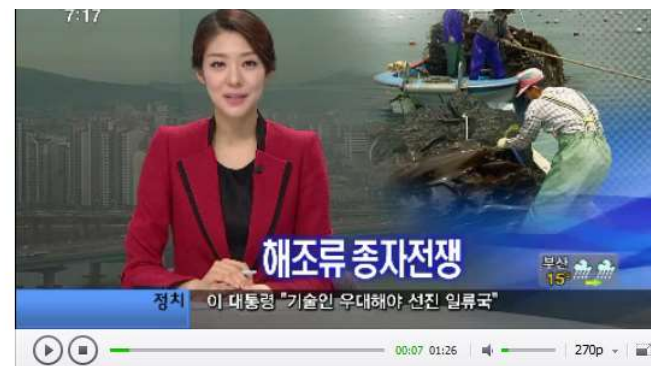 7:17
해조류 종자전쟁
부산
15°
정치 이 대통령 "기술인 우대해야 선진 일류국"
00:07 01:26 270p